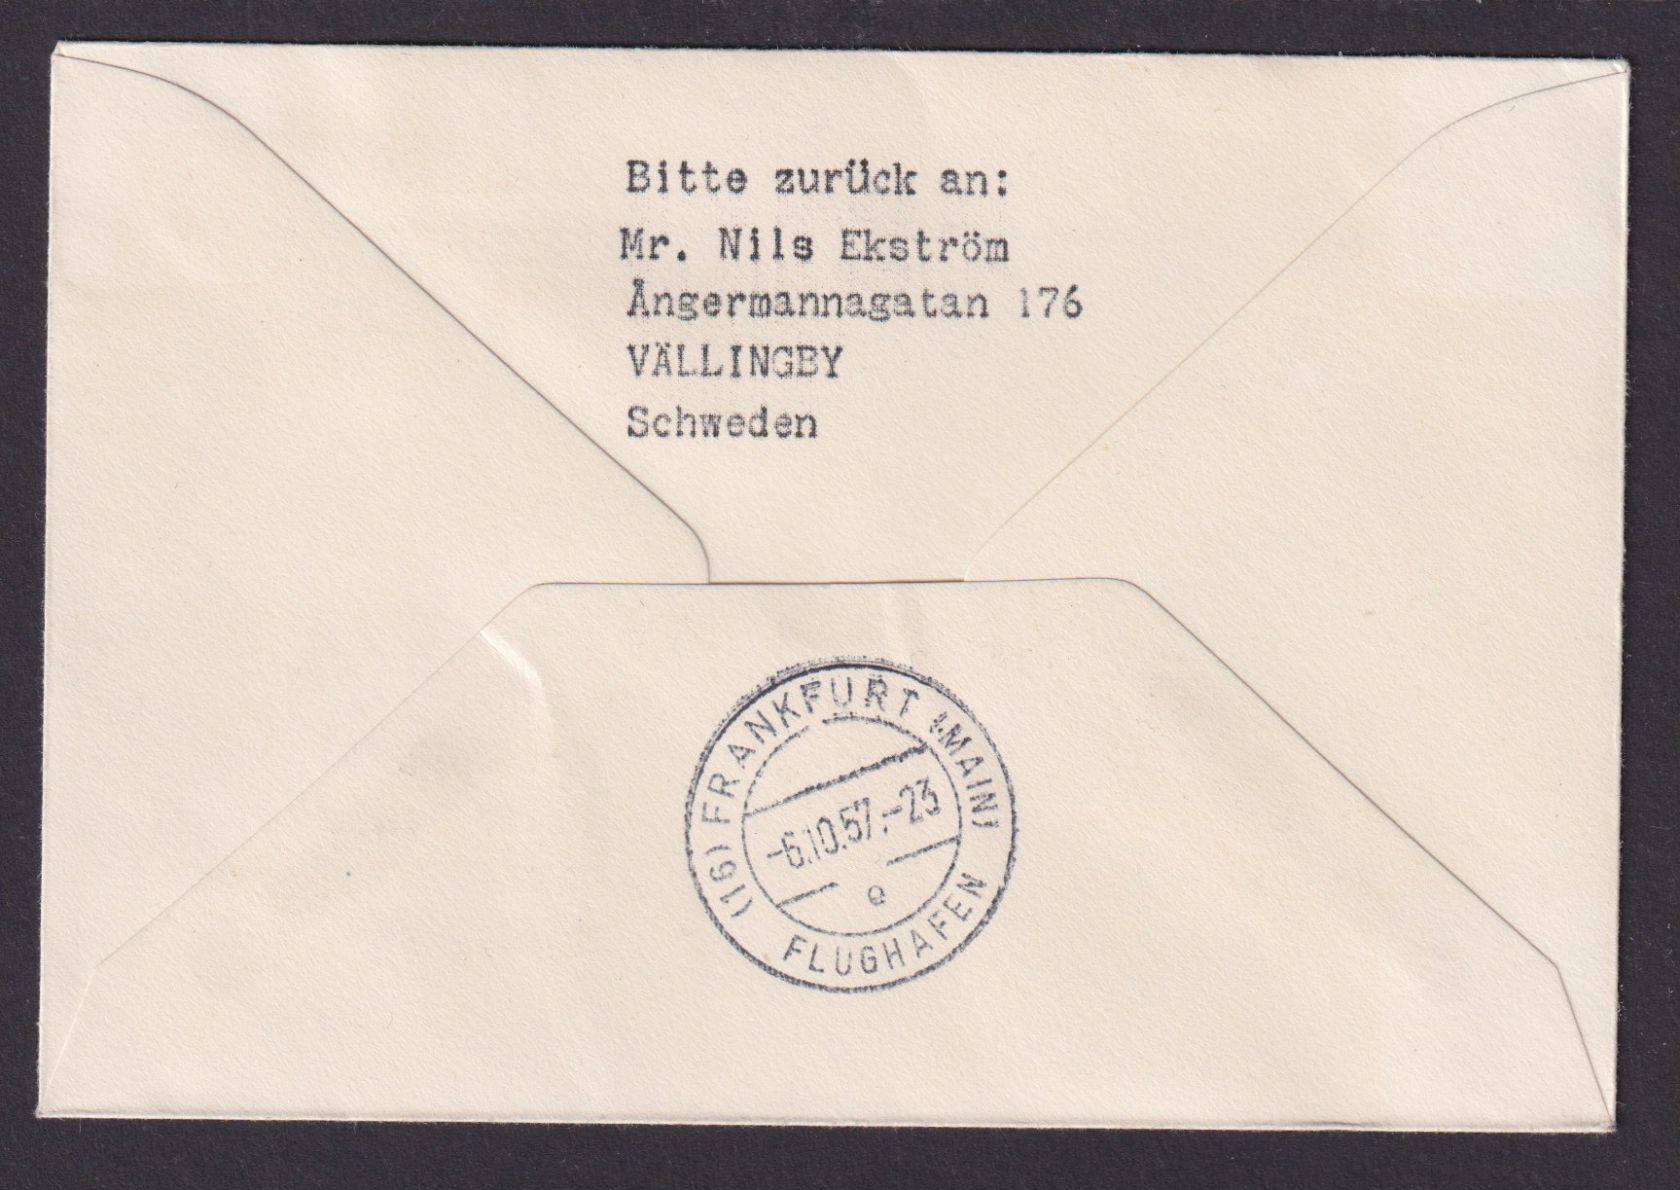 Bitte zurück an:
Mr. Nils Ekström
Ångermannagatan 176
VÄLLINGBY
Schweden
(16) FRANKFURT (MAIN)
-6.10.57.-23
e
FLUGHAFEN